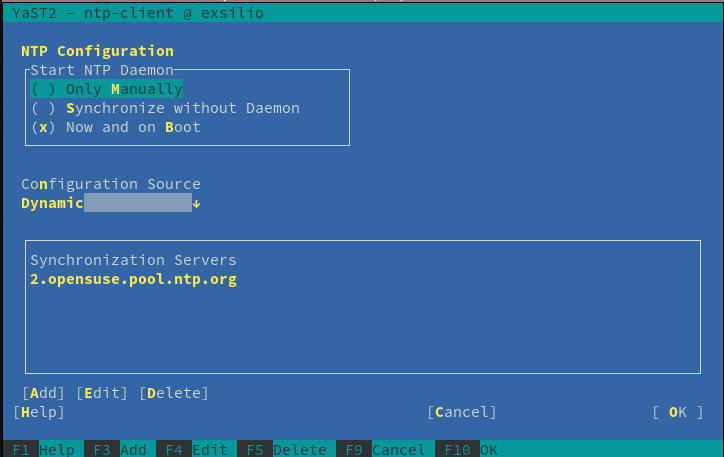 YaST2 - ntp-client @ exsilio
NTP Configuration
Start NTP Daemon
( ) Only Manually
( ) Synchronize without Daemon
(x) Now and on Boot
Configuration Source
Dynamic ↓
Synchronization Servers
2.opensuse.pool.ntp.org
[Add] [Edit] [Delete]
[Help] [Cancel] [ OK ]
F1 Help F3 Add F4 Edit F5 Delete F9 Cancel F10 OK